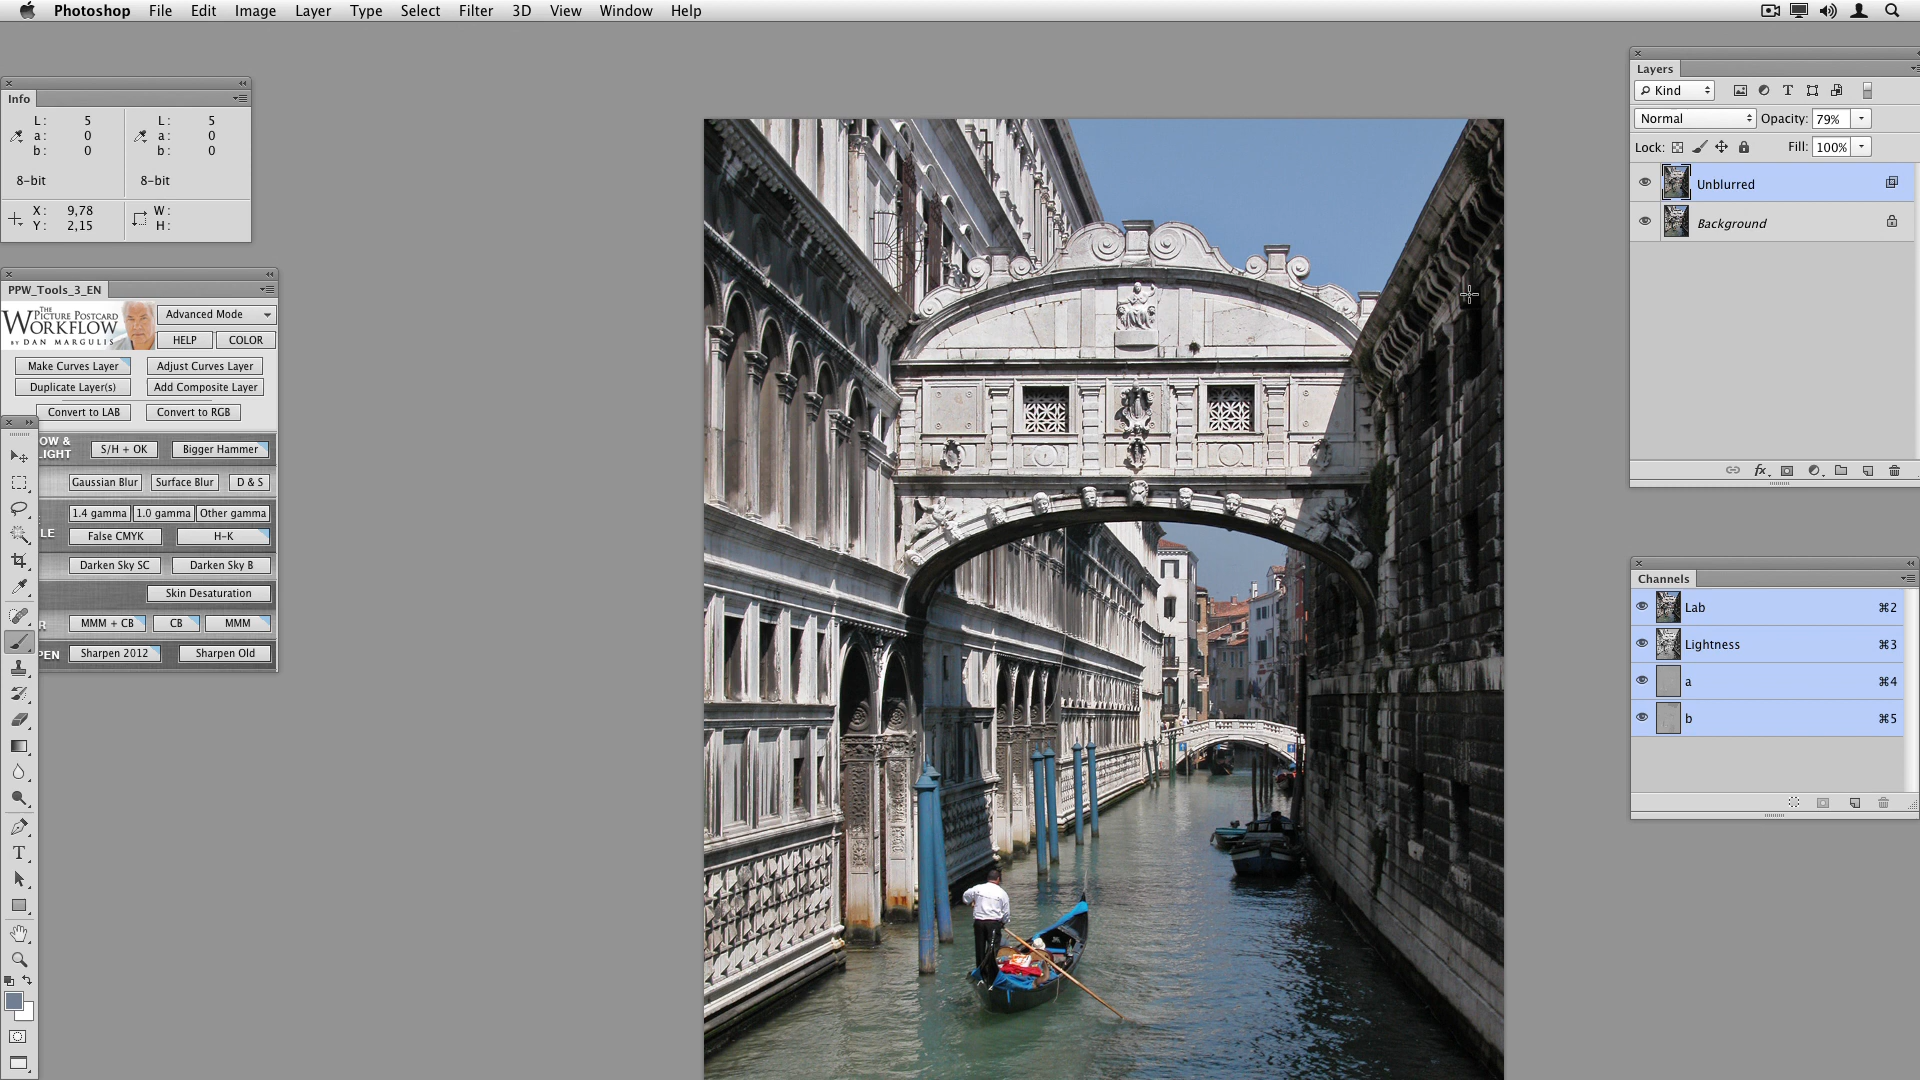 Photoshop File Edit Image Layer Type Select Filter 3D View Window Help
Info
L: 5 L: 5
a: 0 a: 0
b: 0 b: 0
8-bit 8-bit
X: 9,78 W:
Y: 2,15 H:
PPW_Tools_3_EN
THE
PICTURE POSTCARD
WORKFLOW
BY DAN MARGULIS
Advanced Mode
HELP COLOR
Make Curves Layer Adjust Curves Layer
Duplicate Layer(s) Add Composite Layer
Convert to LAB Convert to RGB
OW &
LIGHT
S/H + OK Bigger Hammer
Gaussian Blur Surface Blur D & S
1.4 gamma 1.0 gamma Other gamma
LE False CMYK H-K
Darken Sky SC Darken Sky B
Skin Desaturation
R MMM + CB CB MMM
PEN Sharpen 2012 Sharpen Old
Layers
Kind
Normal Opacity: 79%
Lock: Fill: 100%
Unblurred
Background
fx
Channels
Lab ⌘2
Lightness ⌘3
a ⌘4
b ⌘5